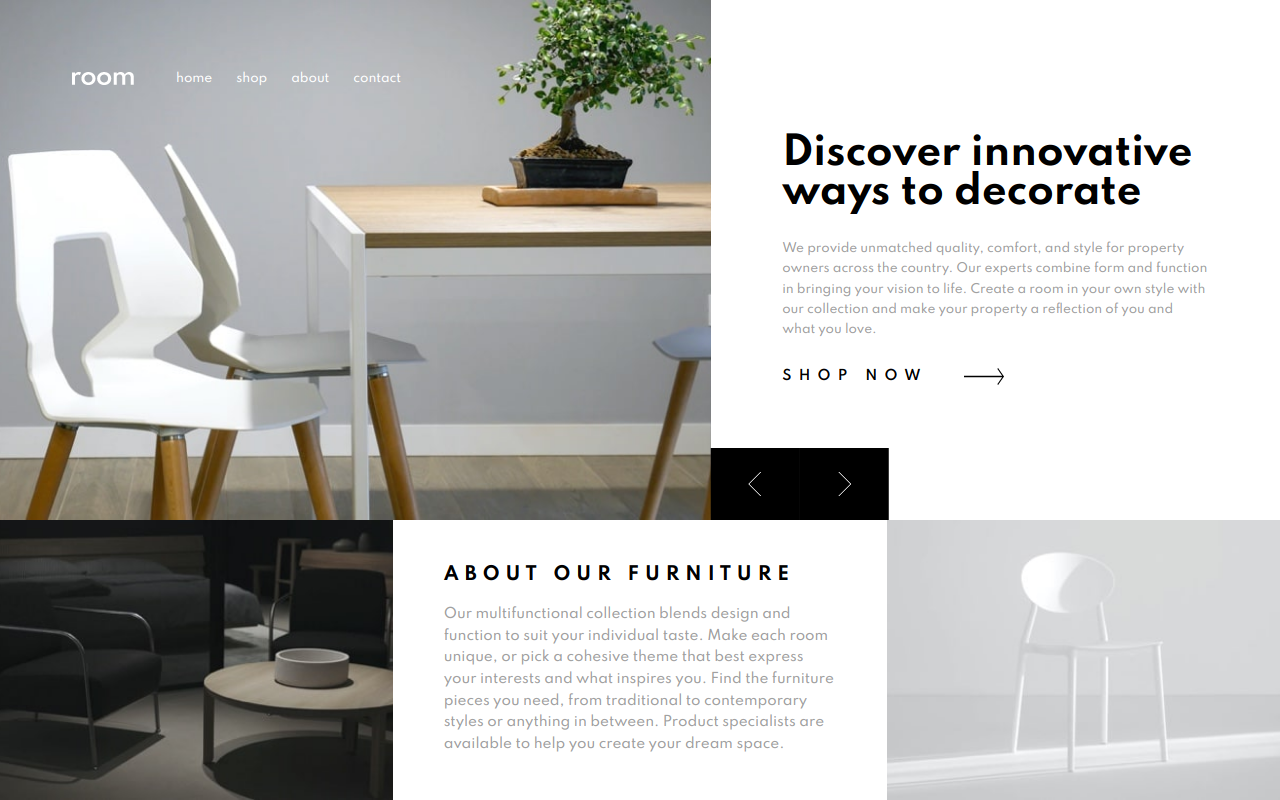 room
home shop about contact
Discover innovative
ways to decorate
We provide unmatched quality, comfort, and style for property
owners across the country. Our experts combine form and function
in bringing your vision to life. Create a room in your own style with
our collection and make your property a reflection of you and
what you love.
SHOP NOW
ABOUT OUR FURNITURE
Our multifunctional collection blends design and
function to suit your individual taste. Make each room
unique, or pick a cohesive theme that best express
your interests and what inspires you. Find the furniture
pieces you need, from traditional to contemporary
styles or anything in between. Product specialists are
available to help you create your dream space.